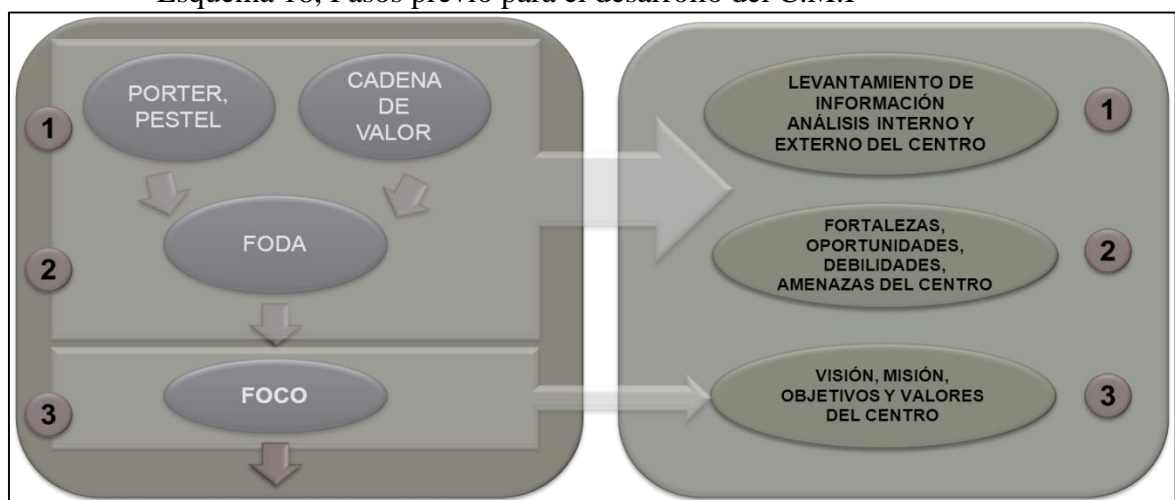 Esquema 18, Pasos previo para el desarrollo del C.M.I
PORTER,
PESTEL
CADENA
DE
VALOR
1
FODA
2
FOCO
3
LEVANTAMIENTO DE
INFORMACIÓN
ANÁLISIS INTERNO Y
EXTERNO DEL CENTRO
1
FORTALEZAS,
OPORTUNIDADES,
DEBILIDADES,
AMENAZAS DEL CENTRO
2
VISIÓN, MISIÓN,
OBJETIVOS Y VALORES
DEL CENTRO
3